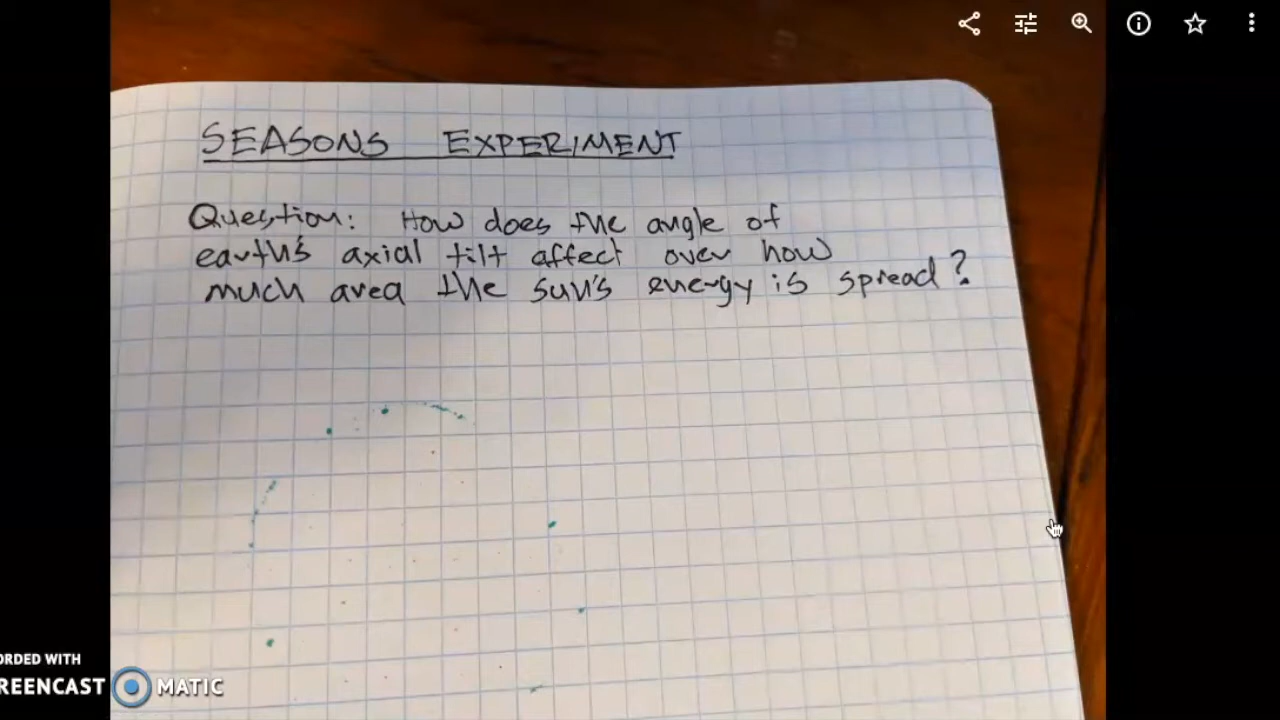 SEASONS EXPERIMENT
Question: How does the angle of
earth's axial tilt affect over how
much area the sun's energy is spread?
ORDED WITH
REENCAST MATIC